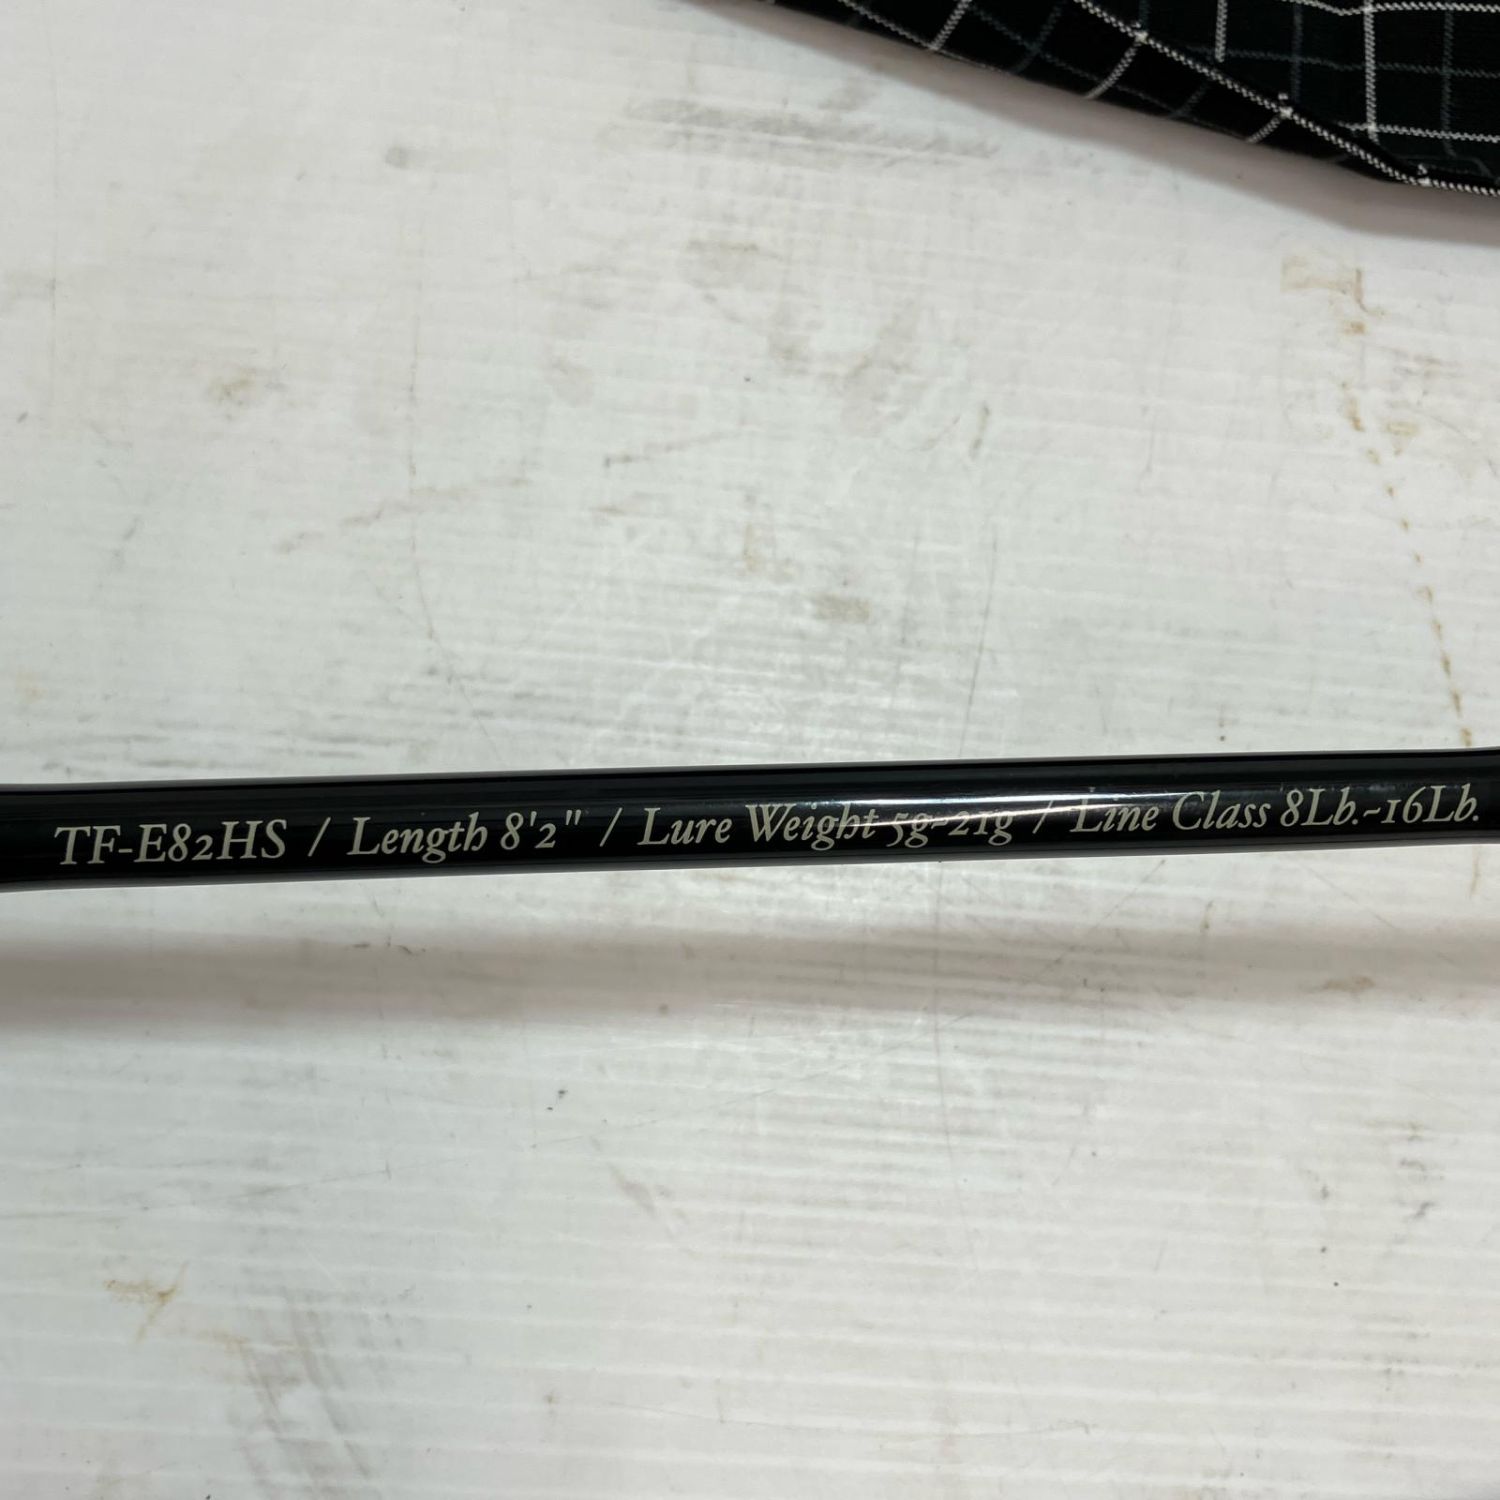 TF-E82HS / Length 8'2" / Lure Weight 5g-21g / Line Class 8Lb.~16Lb.